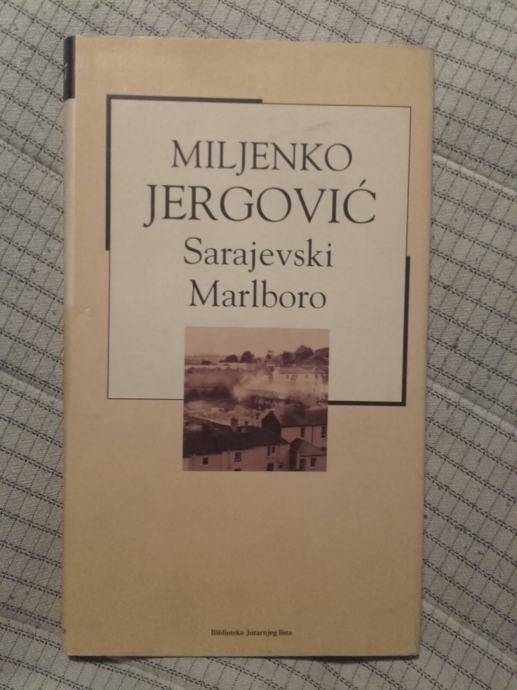 MILJENKO
JERGOVIĆ
Sarajevski
Marlboro
Biblioteka Jutarnjeg lista